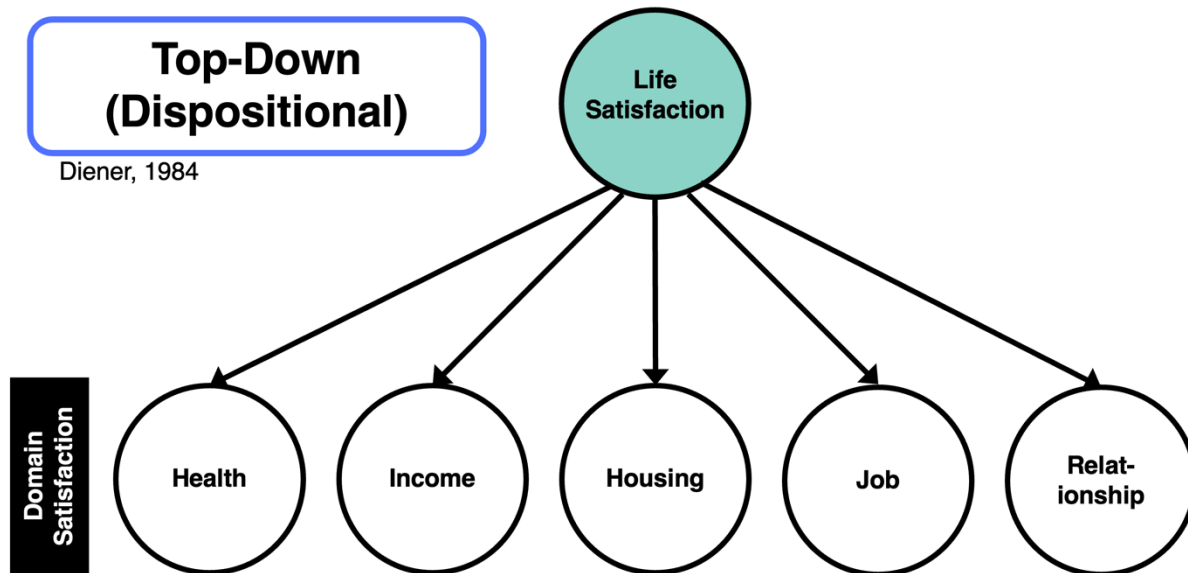 Top-Down
(Dispositional)
Diener, 1984
Life
Satisfaction
Domain
Satisfaction
Health
Income
Housing
Job
Relat-
ionship